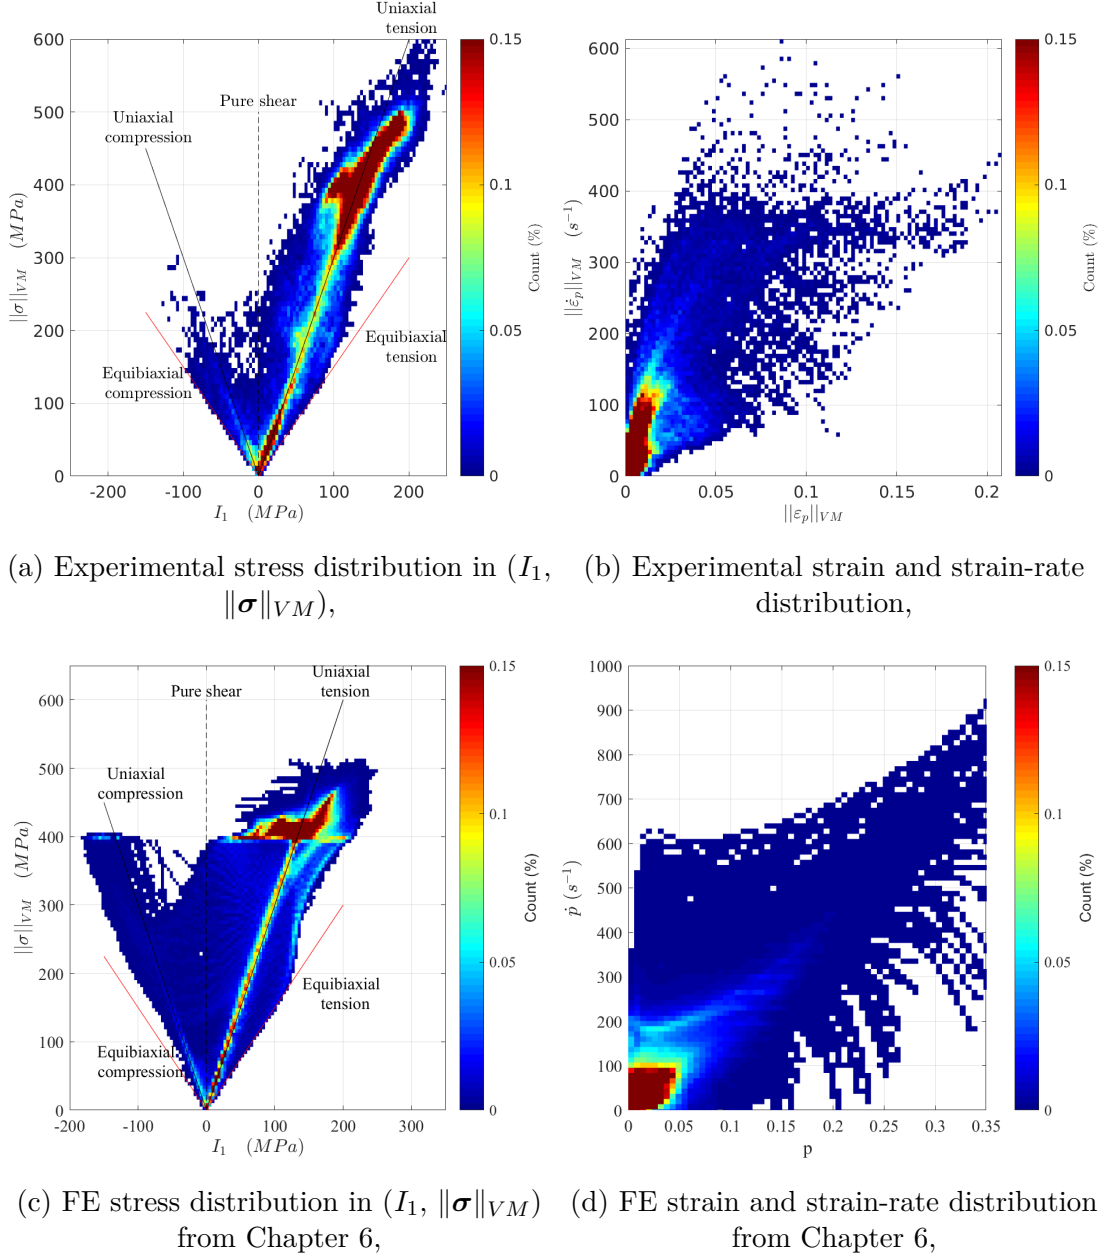 Uniaxial
tension
600
500
400
300
200
100
0
||σ||VM (MPa)
Uniaxial
compression
Pure shear
Equibiaxial
tension
Equibiaxial
compression
-200 -100 0 100 200
I1 (MPa)
0.15
0.1
0.05
0
Count (%)
600
500
400
300
200
100
0
||ε̇p||VM (s−1)
0 0.05 0.1 0.15 0.2
||εp||VM
0.15
0.1
0.05
0
Count (%)
(a) Experimental stress distribution in (I1,
‖σ‖VM),
(b) Experimental strain and strain-rate
distribution,
Uniaxial
tension
Pure shear
600
500
400
300
200
100
0
||σ||VM (MPa)
Uniaxial
compression
Equibiaxial
tension
Equibiaxial
compression
-200 -100 0 100 200 300
I1 (MPa)
0.15
0.1
0.05
0
Count (%)
1000
900
800
700
600
500
400
300
200
100
0
ṗ (s−1)
0 0.05 0.1 0.15 0.2 0.25 0.3 0.35
p
0.15
0.1
0.05
0
Count (%)
(c) FE stress distribution in (I1, ‖σ‖VM)
from Chapter 6,
(d) FE strain and strain-rate distribution
from Chapter 6,